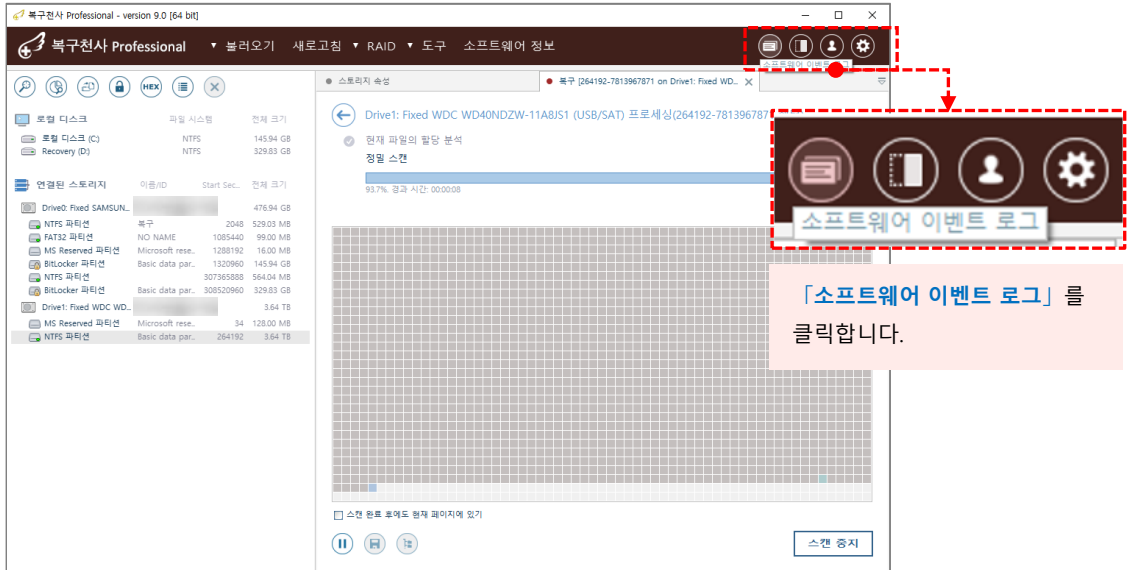 복구천사 Professional - version 9.0 [64 bit]
복구천사 Professional ▼ 불러오기 새로고침 ▼ RAID ▼ 도구 소프트웨어 정보
소프트웨어 이벤트 로그
HEX
스토리지 속성
복구 [264192-7813967871 on Drive1: Fixed WD...
로컬 디스크 파일 시스템 전체 크기
로컬 디스크 (C:) NTFS 145.94 GB
Recovery (D:) NTFS 329.83 GB
연결된 스토리지 이름/ID Start Sec... 전체 크기
Drive0: Fixed SAMSUN... 476.94 GB
NTFS 파티션 복구 2048 529.03 MB
FAT32 파티션 NO NAME 1085440 99.00 MB
MS Reserved 파티션 Microsoft rese... 1288192 16.00 MB
BitLocker 파티션 Basic data par... 1320960 145.94 GB
NTFS 파티션 307365888 564.04 MB
BitLocker 파티션 Basic data par... 308520960 329.83 GB
Drive1: Fixed WDC WD... 3.64 TB
MS Reserved 파티션 Microsoft rese... 34 128.00 MB
NTFS 파티션 Basic data par... 264192 3.64 TB
Drive1: Fixed WDC WD40NDZW-11A8JS1 (USB/SAT) 프로세싱(264192-781396787
현재 파일의 할당 분석
정밀 스캔
93.7%. 경과 시간: 00:00:08
스캔 완료 후에도 현재 페이지에 있기
스캔 중지
소프트웨어 이벤트 로그
「소프트웨어 이벤트 로그」를
클릭합니다.